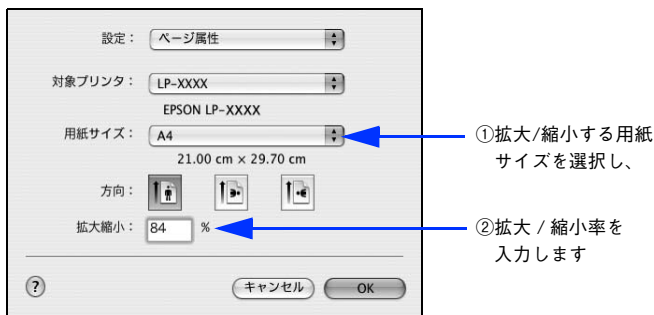 設定： ページ属性
対象プリンタ： LP-XXXX
EPSON LP-XXXX
用紙サイズ： A4
21.00 cm × 29.70 cm
方向：
拡大縮小： 84 %
? キャンセル OK
①拡大/縮小する用紙
サイズを選択し、
②拡大 / 縮小率を
入力します